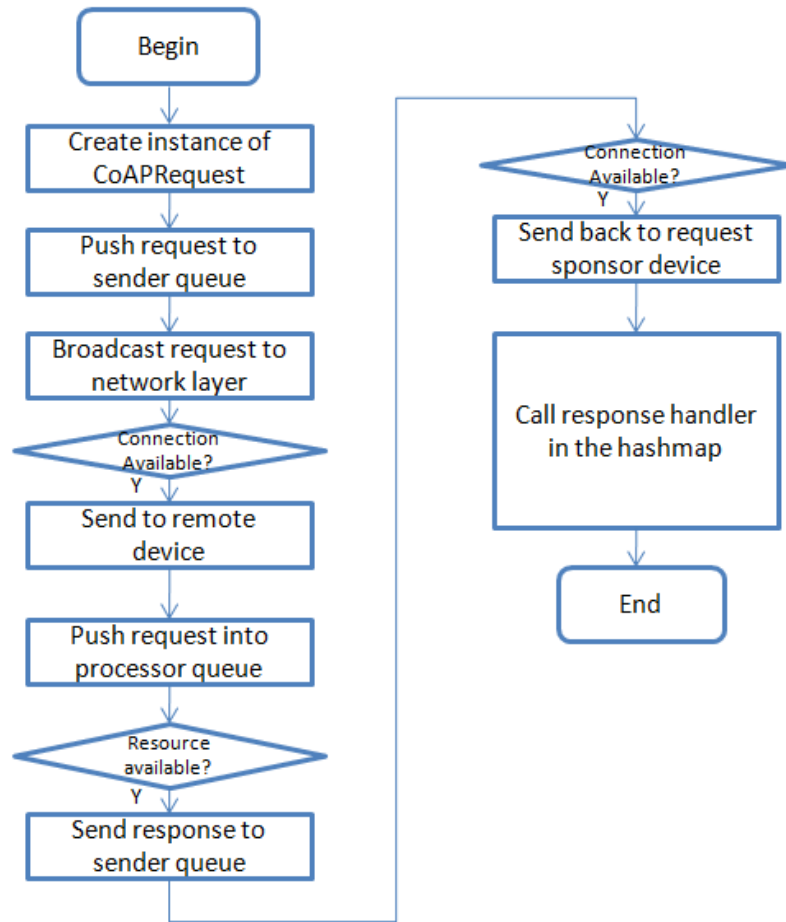 Begin
Create instance of
CoAPRequest
Push request to
sender queue
Broadcast request to
network layer
Connection
Available?
Y
Send to remote
device
Push request into
processor queue
Resource
available?
Y
Send response to
sender queue
Connection
Available?
Y
Send back to request
sponsor device
Call response handler
in the hashmap
End